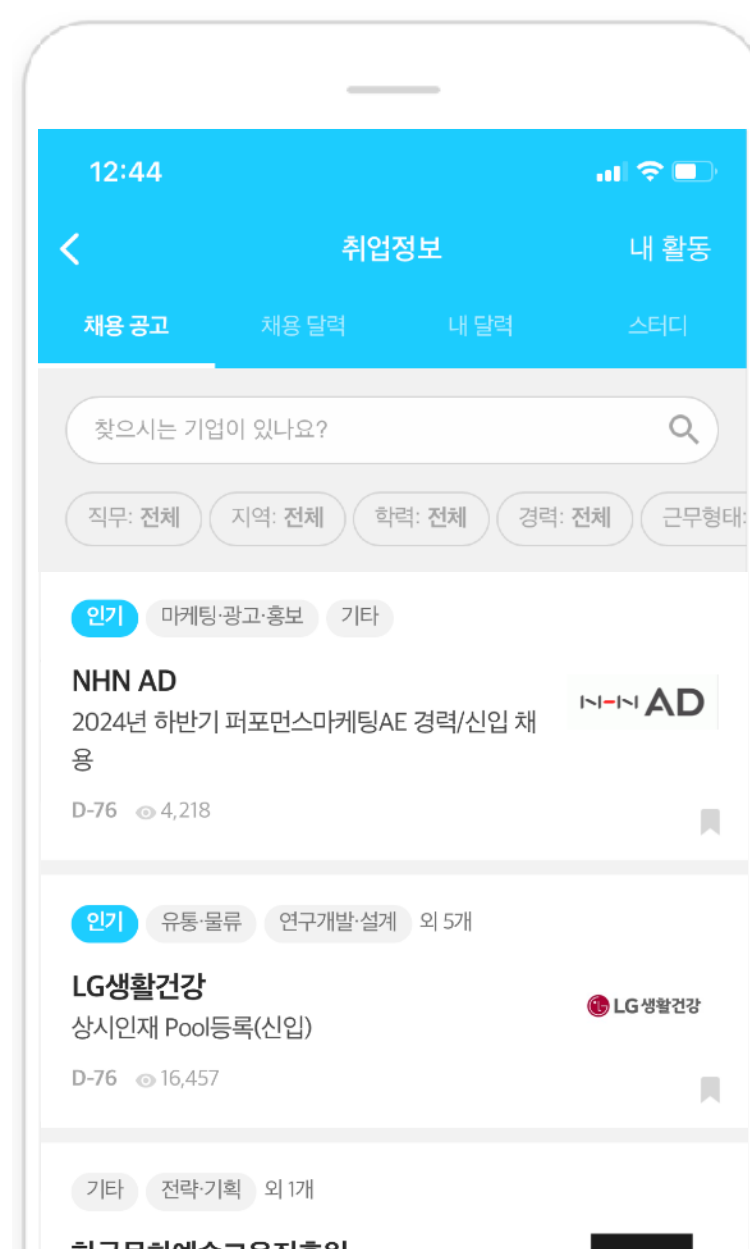 12:44
취업정보
내 활동
채용 공고
채용 달력
내 달력
스터디
찾으시는 기업이 있나요?
직무: 전체
지역: 전체
학력: 전체
경력: 전체
근무형태:
인기
마케팅·광고·홍보
기타
NHN AD
2024년 하반기 퍼포먼스마케팅AE 경력/신입 채
용
NHN AD
D-76
4,218
인기
유통·물류
연구개발·설계
외 5개
LG생활건강
상시인재 Pool등록(신입)
LG생활건강
D-76
16,457
기타
전략·기획
외 1개